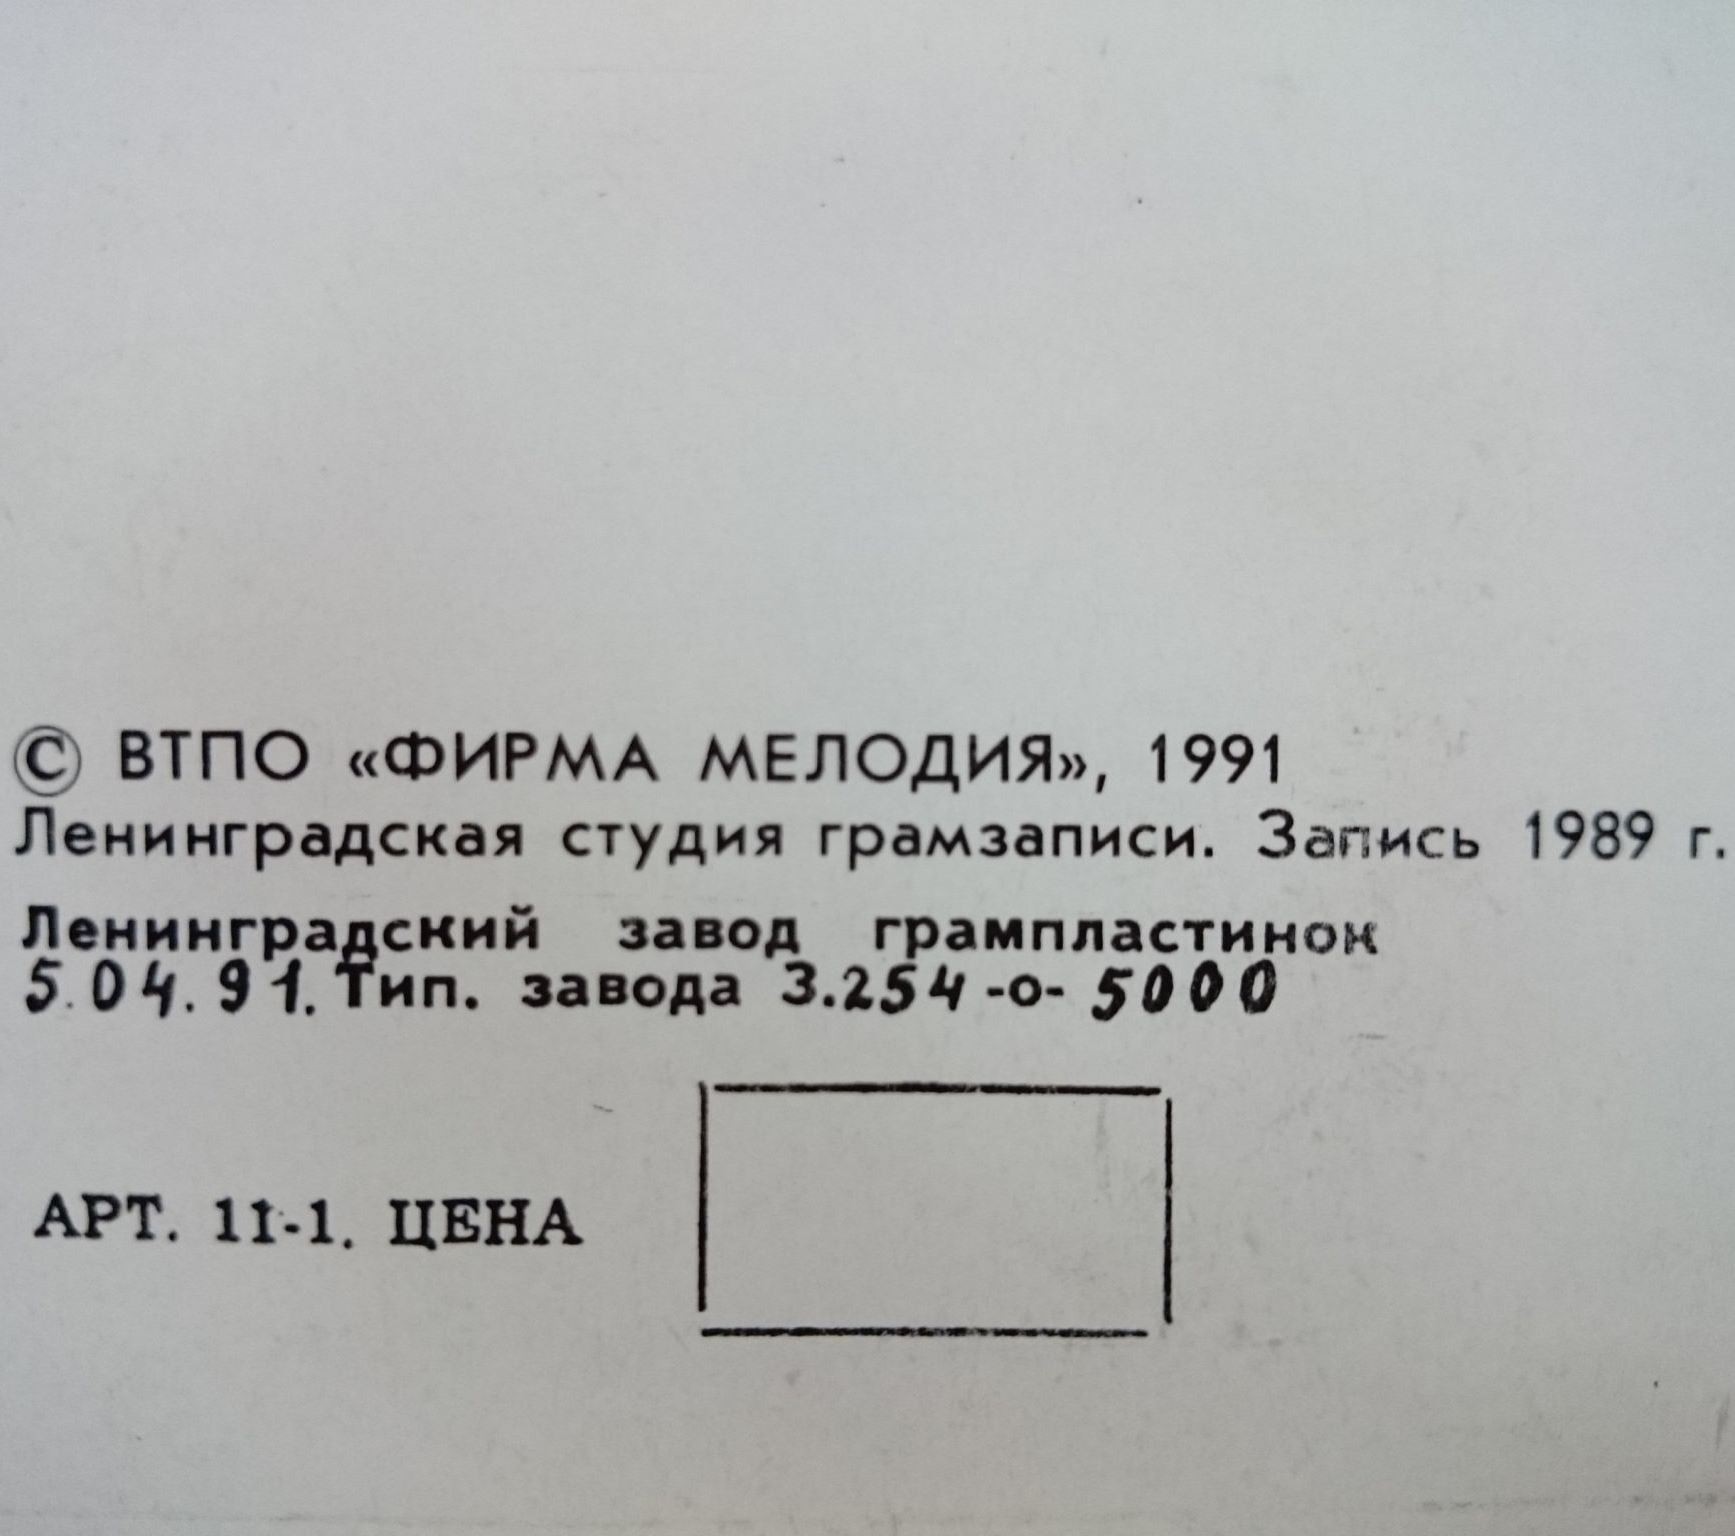 © ВТПО «ФИРМА МЕЛОДИЯ», 1991
Ленинградская студия грамзаписи. Запись 1989 г.
Ленинградский завод грампластинок
5.04.91. Тип. завода З.254-о-5000
АРТ. 11-1. ЦЕНА